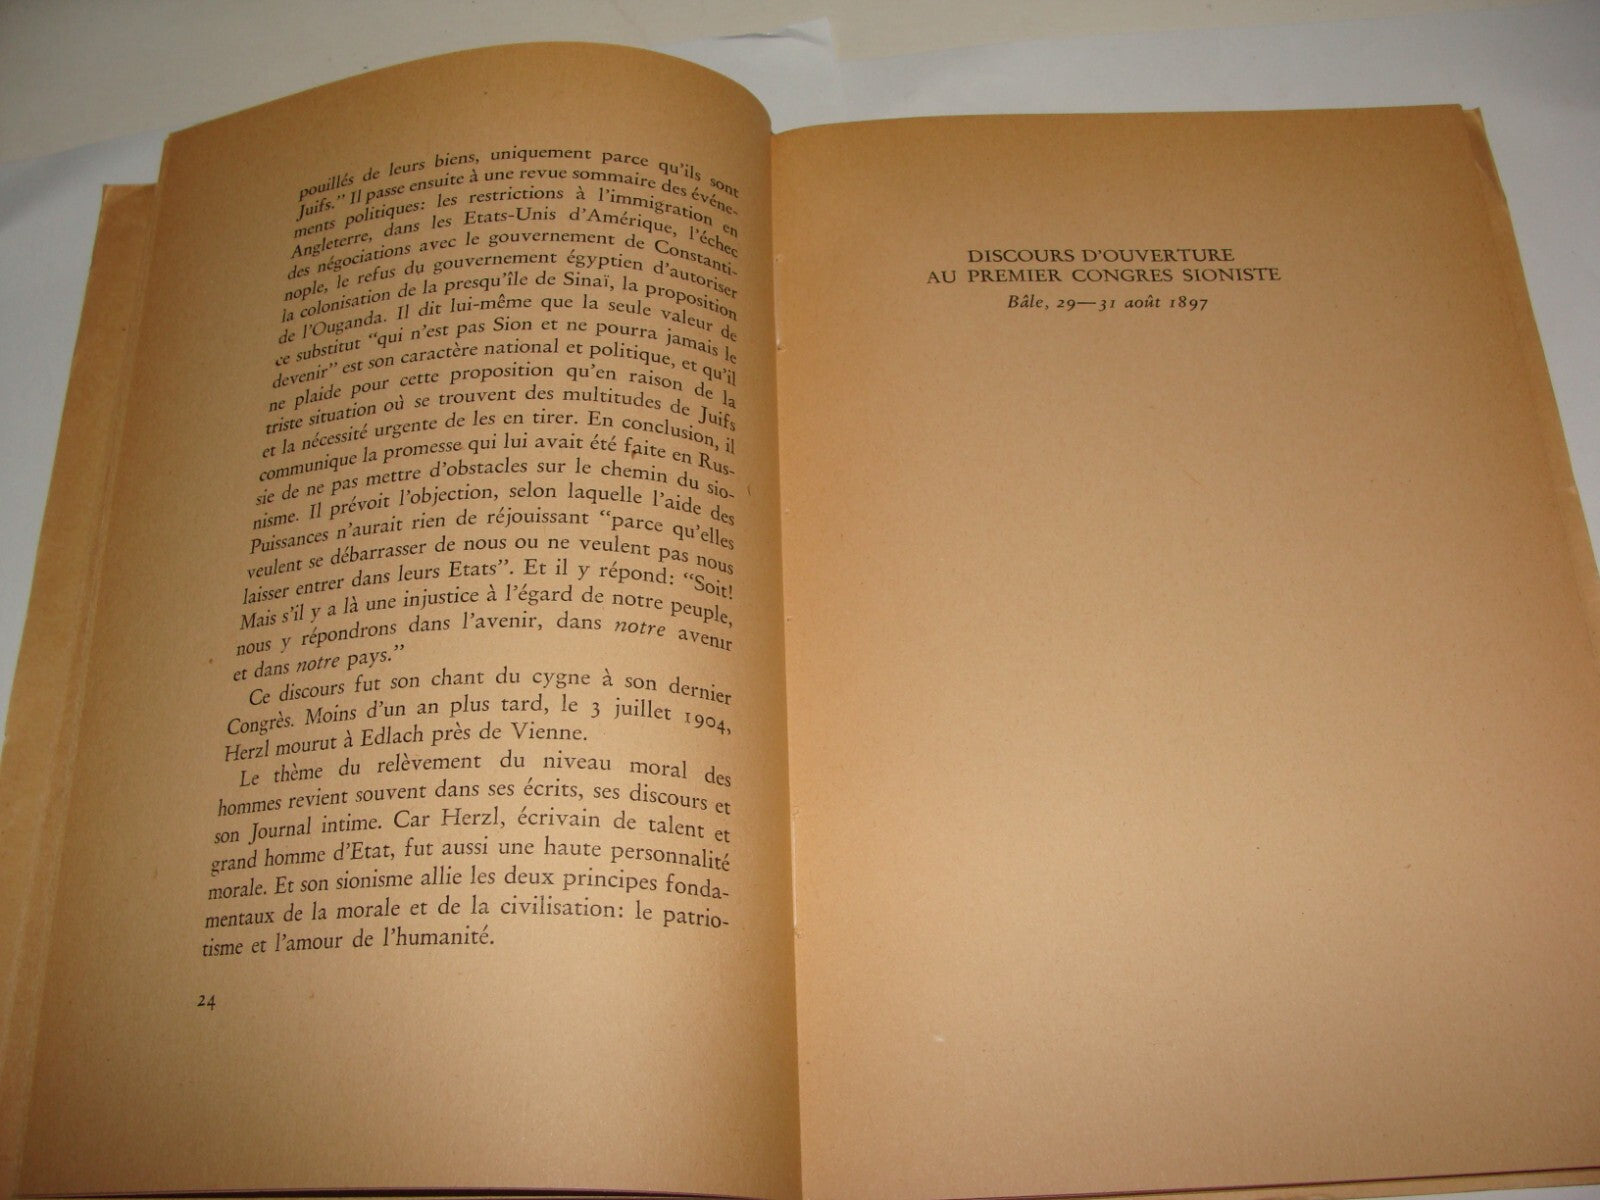 pouillés de leurs biens, uniquement parce qu'ils sont
Juifs." Il passe ensuite à une revue sommaire des événe-
ments politiques: les restrictions à l'immigration en
Angleterre, dans les Etats-Unis d'Amérique, l'échec
des négociations avec le gouvernement de Constanti-
nople, le refus du gouvernement égyptien d'autoriser
la colonisation de la presqu'île de Sinaï, la proposition
de l'Ouganda. Il dit lui-même que la seule valeur de
ce substitut "qui n'est pas Sion et ne pourra jamais le
devenir" est son caractère national et politique, et qu'il
ne plaide pour cette proposition qu'en raison de la
triste situation où se trouvent des multitudes de Juifs
et la nécessité urgente de les en tirer. En conclusion, il
communique la promesse qui lui avait été faite en Rus-
sie de ne pas mettre d'obstacles sur le chemin du sio-
nisme. Il prévoit l'objection, selon laquelle l'aide des
Puissances n'aurait rien de réjouissant "parce qu'elles
veulent se débarrasser de nous ou ne veulent pas nous
laisser entrer dans leurs Etats". Et il y répond: "Soit!
Mais s'il y a là une injustice à l'égard de notre peuple,
nous y répondrons dans l'avenir, dans notre avenir
et dans notre pays."
Ce discours fut son chant du cygne à son dernier
Congrès. Moins d'un an plus tard, le 3 juillet 1904,
Herzl mourut à Edlach près de Vienne.
Le thème du relèvement du niveau moral des
hommes revient souvent dans ses écrits, ses discours et
son Journal intime. Car Herzl, écrivain de talent et
grand homme d'Etat, fut aussi une haute personnalité
morale. Et son sionisme allie les deux principes fonda-
mentaux de la morale et de la civilisation: le patrio-
tisme et l'amour de l'humanité.
24
DISCOURS D'OUVERTURE
AU PREMIER CONGRES SIONISTE
Bâle, 29—31 août 1897